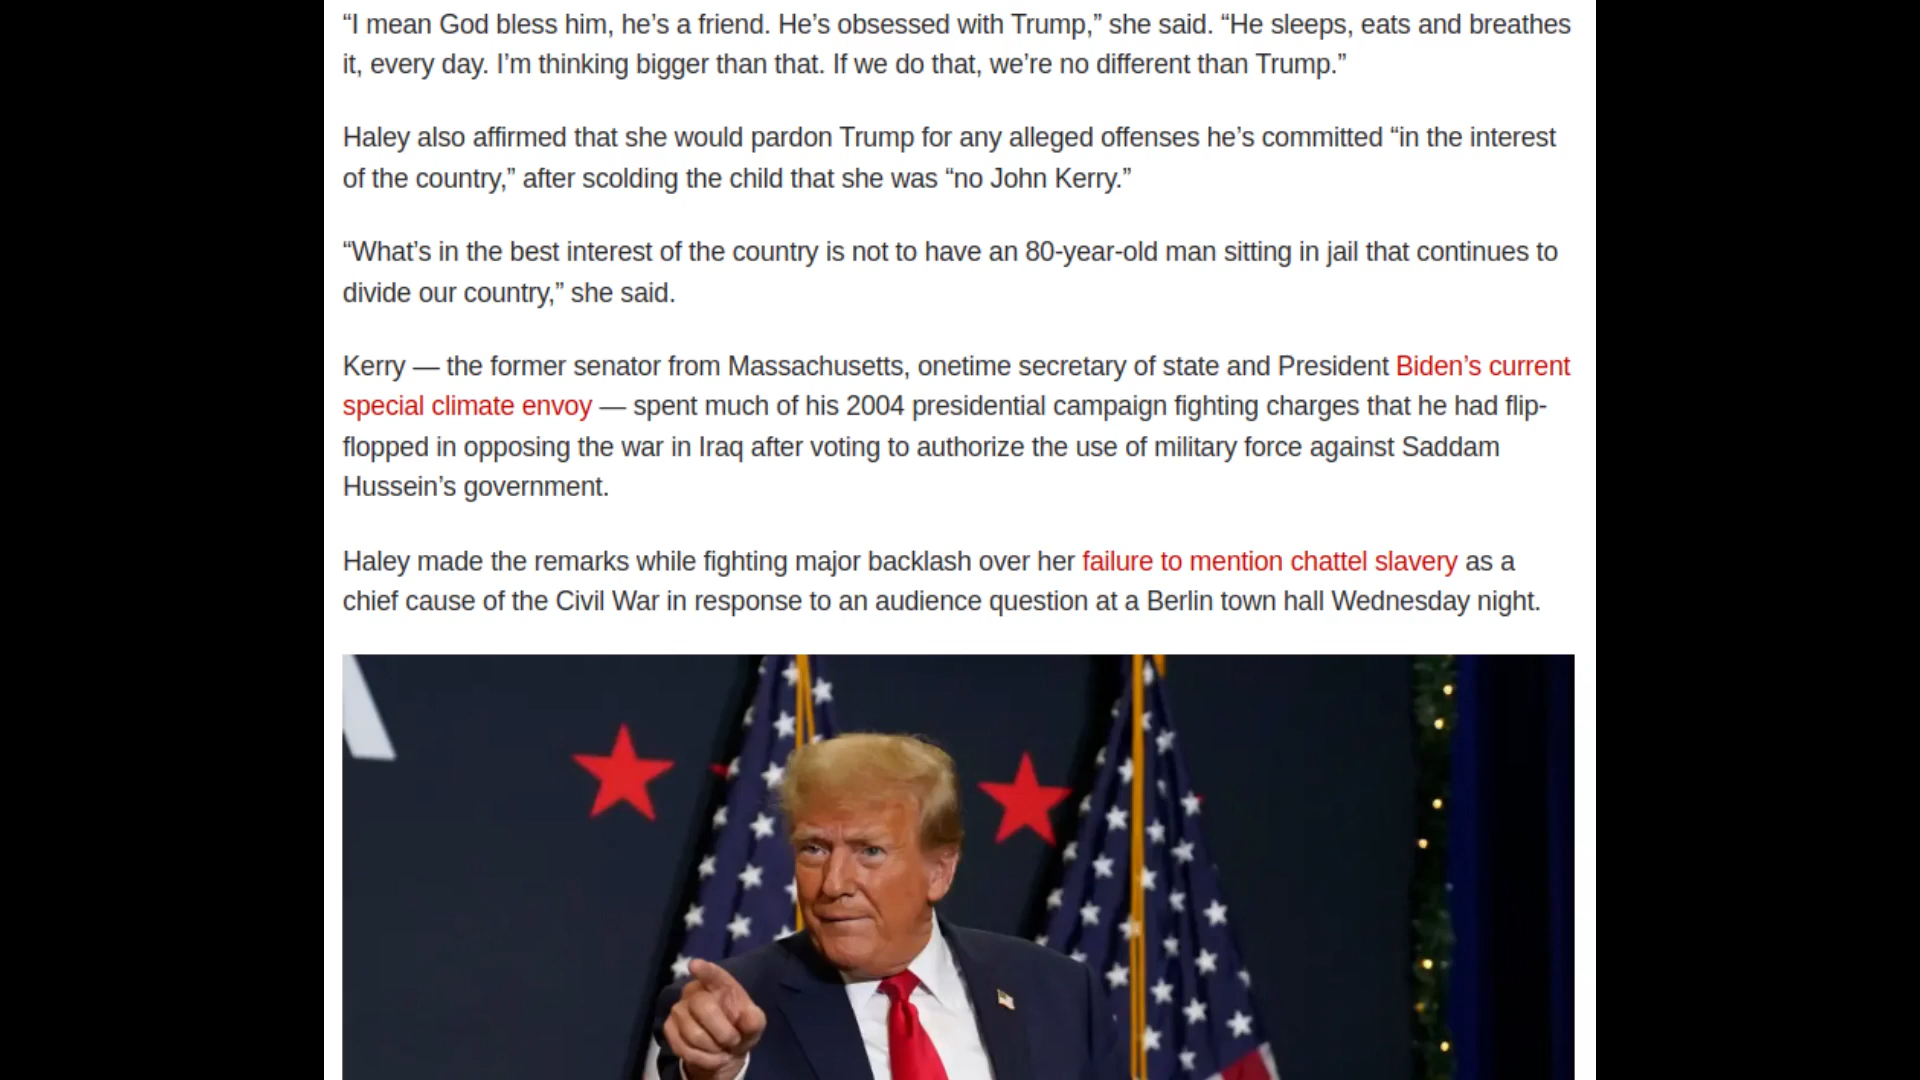 “I mean God bless him, he’s a friend. He’s obsessed with Trump,” she said. “He sleeps, eats and breathes
it, every day. I’m thinking bigger than that. If we do that, we’re no different than Trump.”
Haley also affirmed that she would pardon Trump for any alleged offenses he’s committed “in the interest
of the country,” after scolding the child that she was “no John Kerry.”
“What’s in the best interest of the country is not to have an 80-year-old man sitting in jail that continues to
divide our country,” she said.
Kerry — the former senator from Massachusetts, onetime secretary of state and President Biden’s current
special climate envoy — spent much of his 2004 presidential campaign fighting charges that he had flip-
flopped in opposing the war in Iraq after voting to authorize the use of military force against Saddam
Hussein’s government.
Haley made the remarks while fighting major backlash over her failure to mention chattel slavery as a
chief cause of the Civil War in response to an audience question at a Berlin town hall Wednesday night.